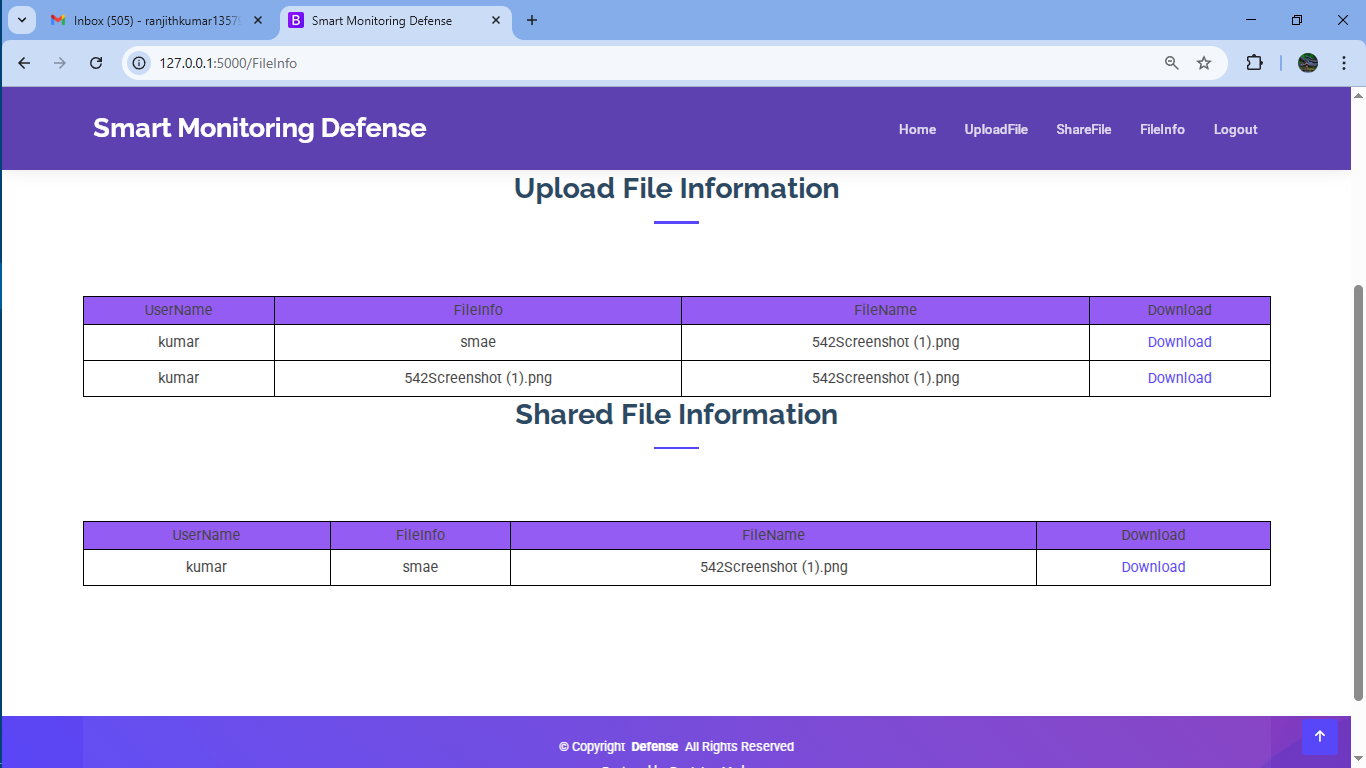 Inbox (505) - ranjithkumar1357
Smart Monitoring Defense
127.0.0.1:5000/FileInfo
Smart Monitoring Defense
Home UploadFile ShareFile FileInfo Logout
Upload File Information
UserName FileInfo FileName Download
kumar smae 542Screenshot (1).png Download
kumar 542Screenshot (1).png 542Screenshot (1).png Download
Shared File Information
UserName FileInfo FileName Download
kumar smae 542Screenshot (1).png Download
© Copyright Defense All Rights Reserved